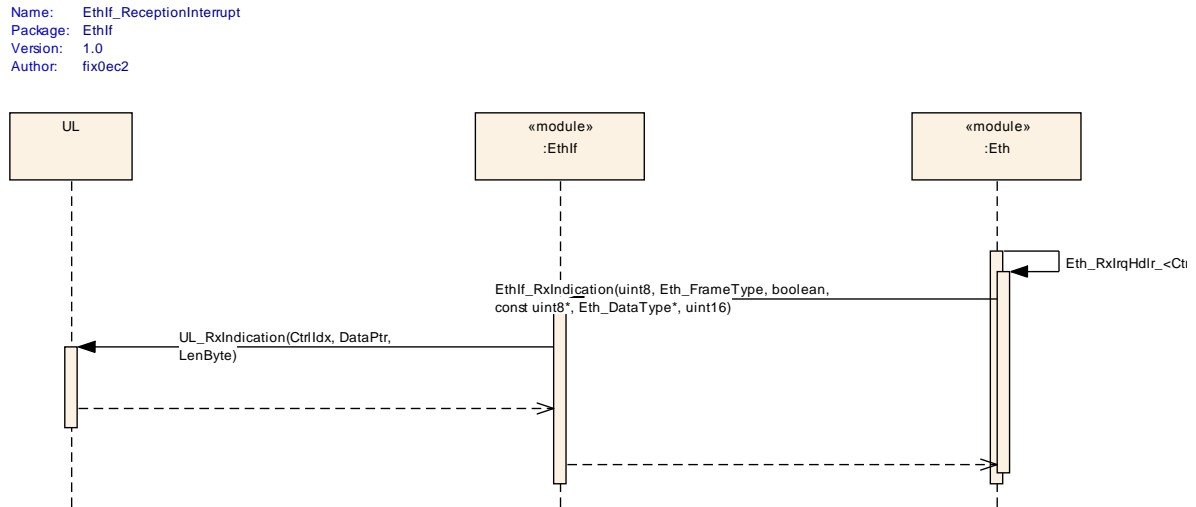 Name: EthIf_ReceptionInterrupt
Package: EthIf
Version: 1.0
Author: fix0ec2
UL
«module»
:EthIf
«module»
:Eth
Eth_RxIrqHdlr_<Ctr
EthIf_RxIndication(uint8, Eth_FrameType, boolean,
const uint8*, Eth_DataType*, uint16)
UL_RxIndication(CtrlIdx, DataPtr,
LenByte)